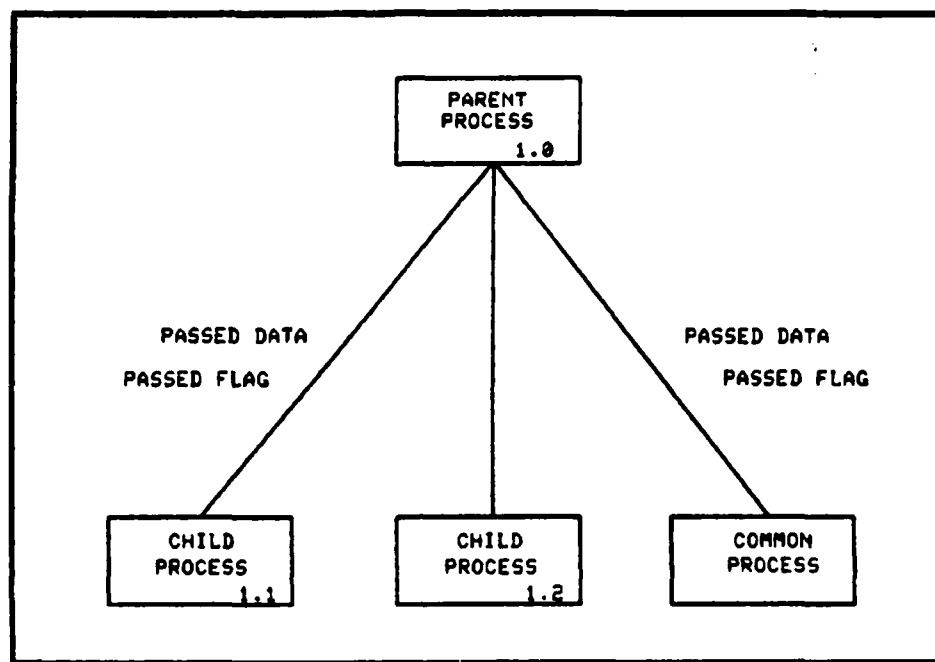 PARENT
PROCESS
1.0
PASSED DATA
PASSED FLAG
PASSED DATA
PASSED FLAG
CHILD
PROCESS
1.1
CHILD
PROCESS
1.2
COMMON
PROCESS